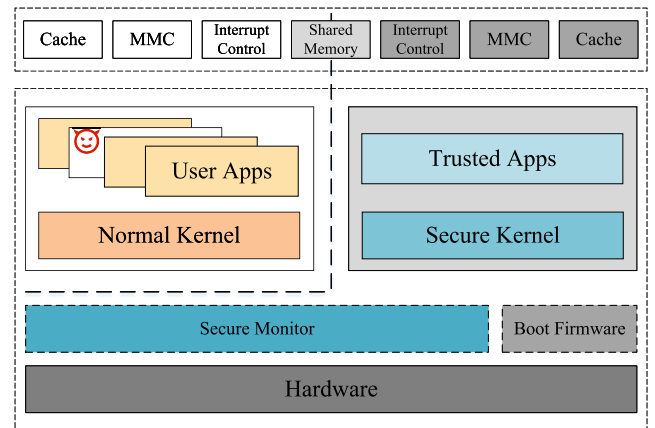 Cache
MMC
Interrupt
Control
Shared
Memory
Interrupt
Control
MMC
Cache
User Apps
Normal Kernel
Trusted Apps
Secure Kernel
Secure Monitor
Boot Firmware
Hardware